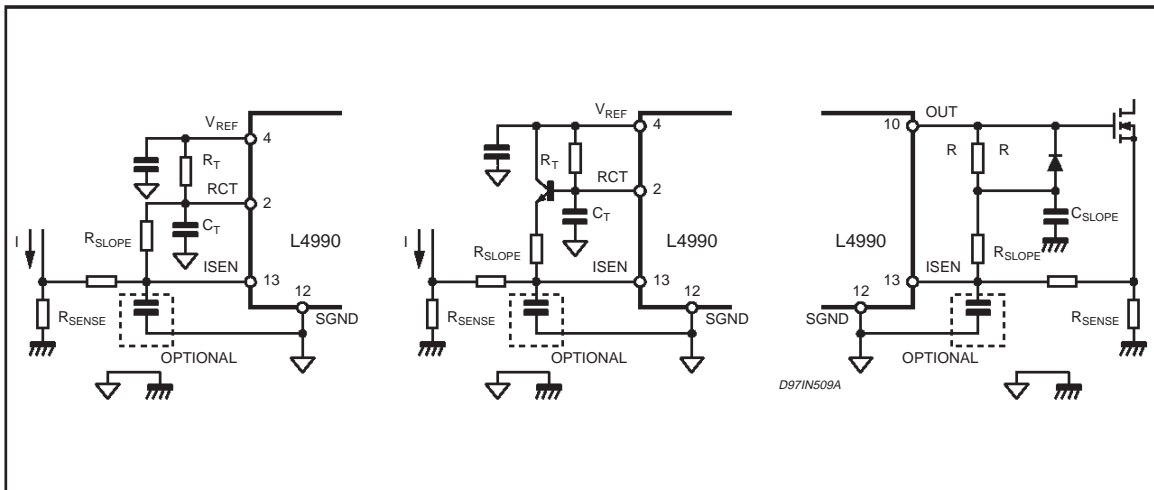 VREF
4
RT
RCT
2
CT
RSLOPE
L4990
I
ISEN
13
12
RSENSE
SGND
OPTIONAL
VREF
4
RT
RCT
2
CT
RSLOPE
L4990
I
ISEN
13
12
RSENSE
SGND
OPTIONAL
10
OUT
R
R
CSLOPE
L4990
RSLOPE
ISEN
13
12
SGND
RSENSE
OPTIONAL
D97IN509A